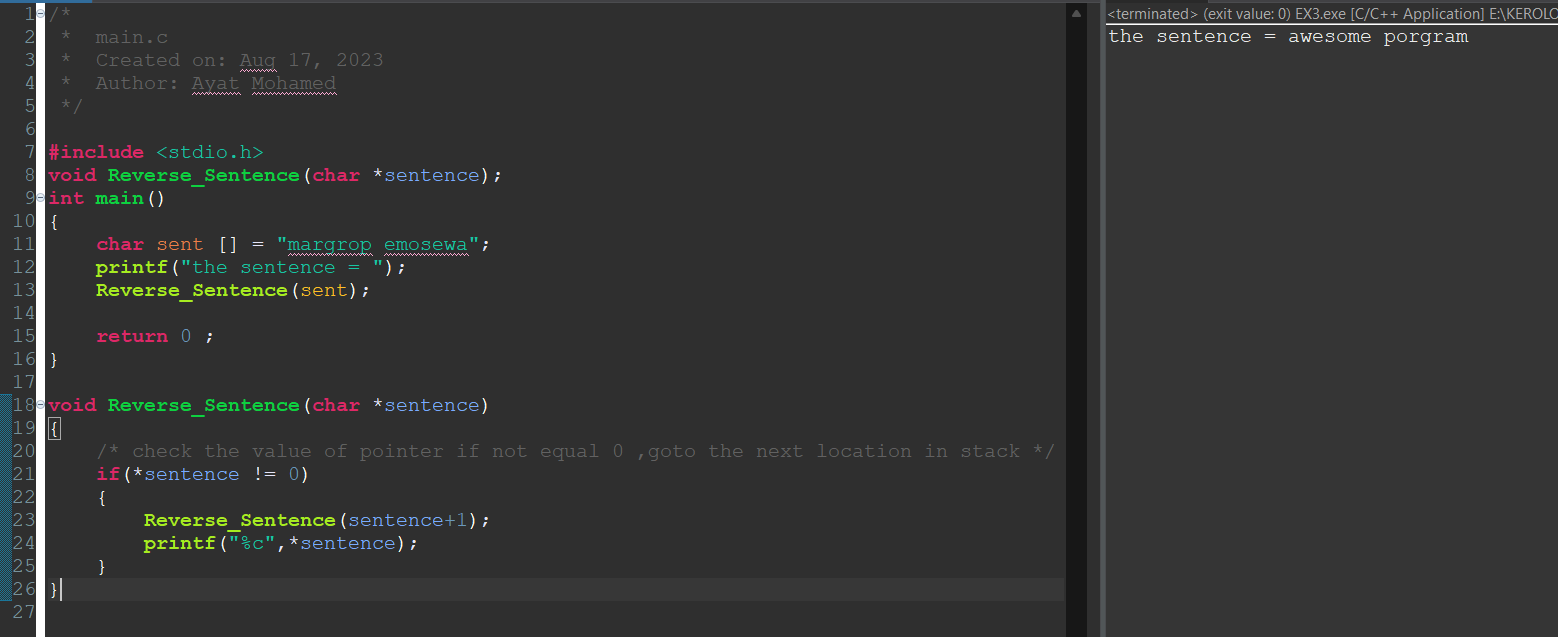 1 /*
2  *  main.c
3  *  Created on: Aug 17, 2023
4  *  Author: Ayat Mohamed
5  */
6
7 #include <stdio.h>
8 void Reverse_Sentence(char *sentence);
9 int main()
10 {
11     char sent [] = "margrop emosewa";
12     printf("the sentence = ");
13     Reverse_Sentence(sent);
14
15     return 0 ;
16 }
17
18 void Reverse_Sentence(char *sentence)
19 {
20     /* check the value of pointer if not equal 0 ,goto the next location in stack */
21     if(*sentence != 0)
22     {
23         Reverse_Sentence(sentence+1);
24         printf("%c",*sentence);
25     }
26 }
27
<terminated> (exit value: 0) EX3.exe [C/C++ Application] E:\KEROLO
the sentence = awesome porgram